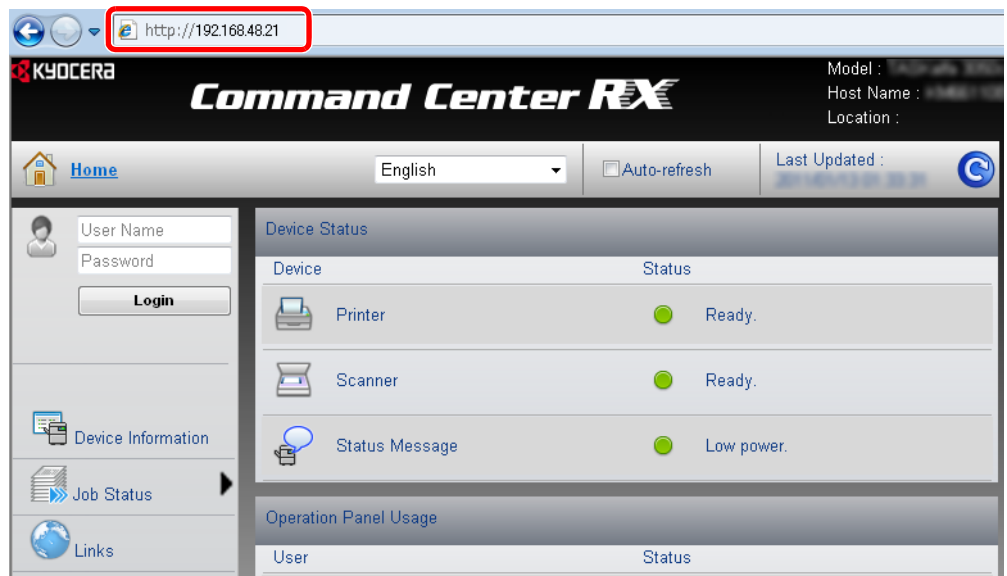 http://192.168.48.21
KYOCERA
Command Center RX
Model :
Host Name :
Location :
Home
English
Auto-refresh
Last Updated :
User Name
Password
Login
Device Information
Job Status
Links
Device Status
Device Status
Printer Ready.
Scanner Ready.
Status Message Low power.
Operation Panel Usage
User Status